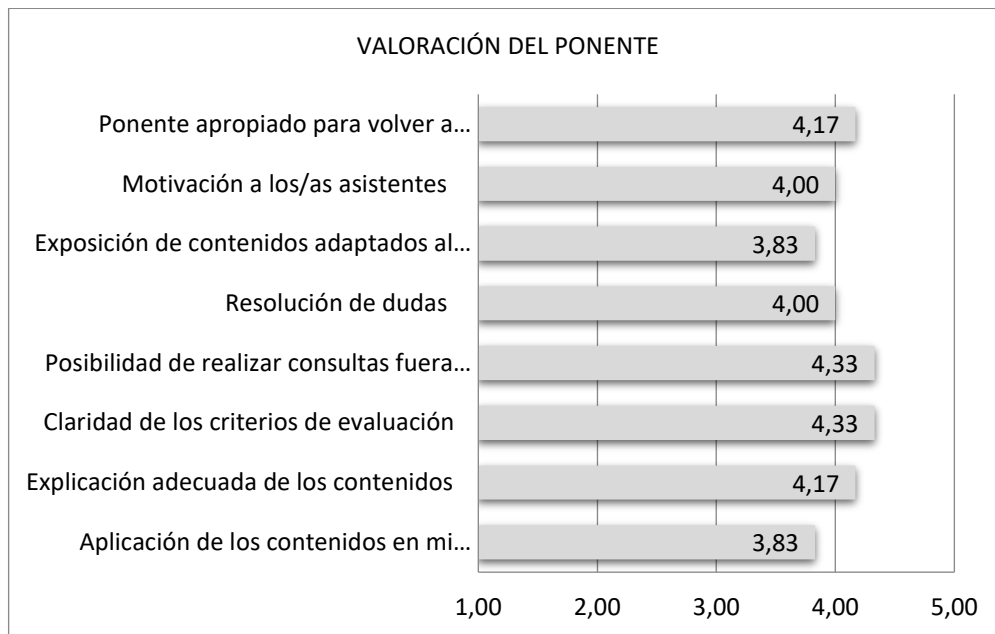 VALORACIÓN DEL PONENTE
Ponente apropiado para volver a...
4,17
Motivación a los/as asistentes
4,00
Exposición de contenidos adaptados al...
3,83
Resolución de dudas
4,00
Posibilidad de realizar consultas fuera...
4,33
Claridad de los criterios de evaluación
4,33
Explicación adecuada de los contenidos
4,17
Aplicación de los contenidos en mi...
3,83
1,00 2,00 3,00 4,00 5,00